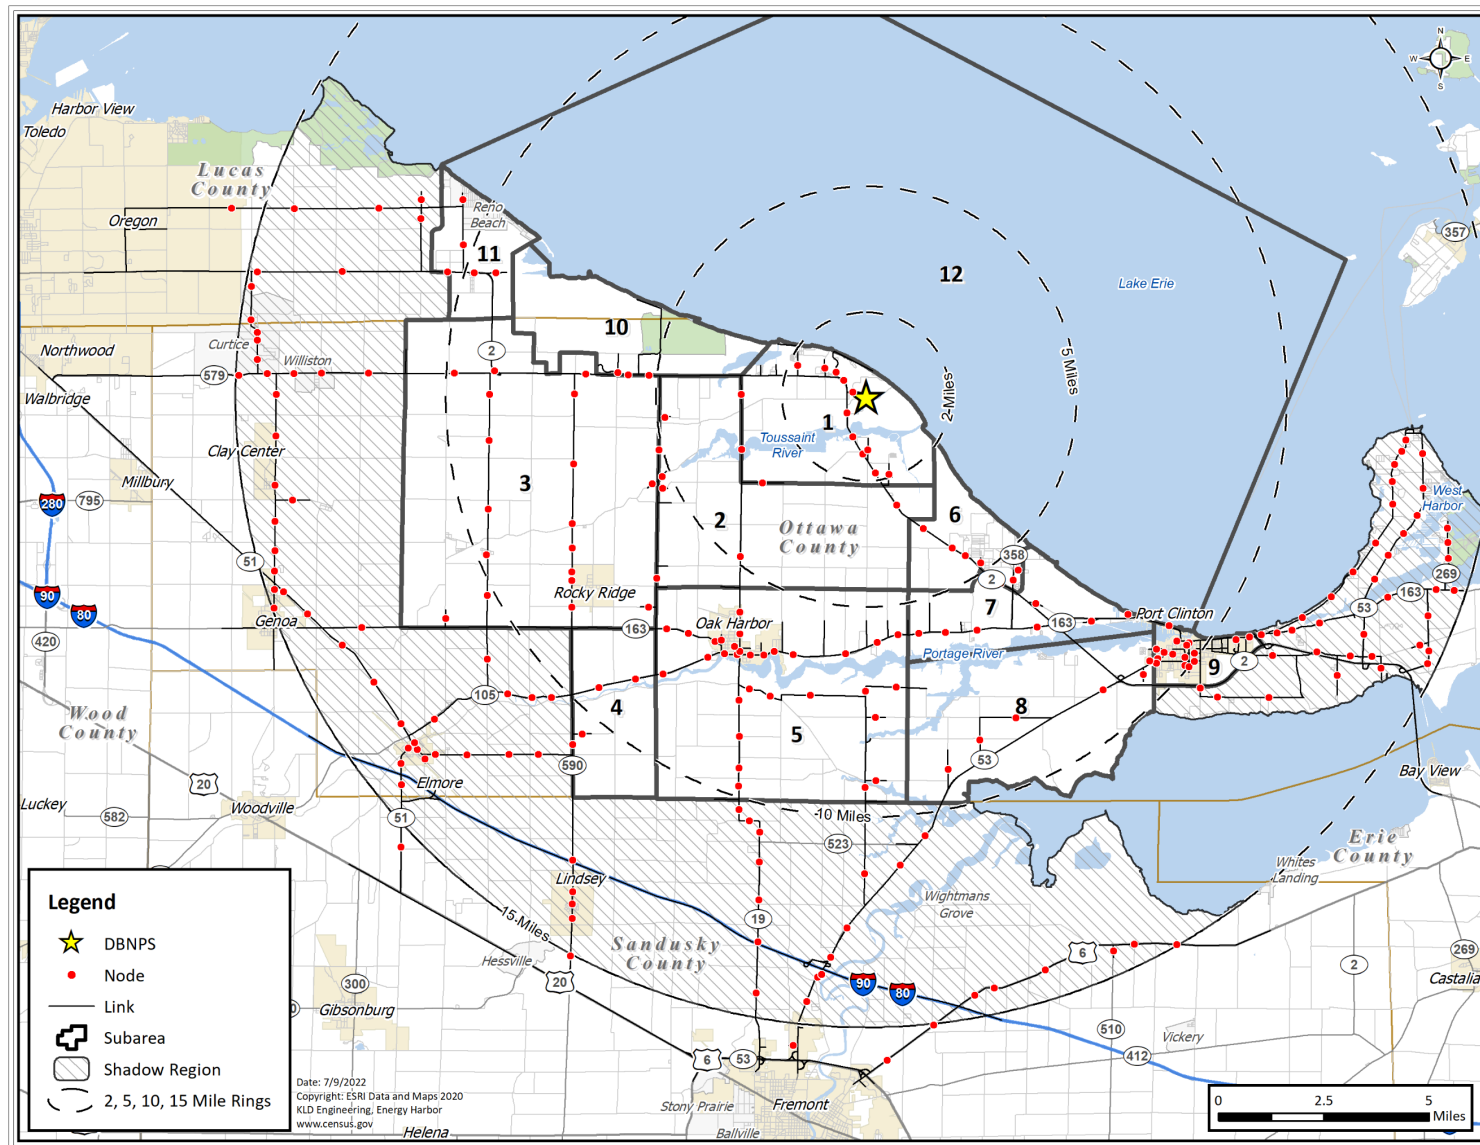 N
W E
S
Harbor View
Toledo
Lucas
County
Oregon
Reno
Beach
11
12
Lake Erie
357
10
Northwood
Curtice
Williston
2
579
Walbridge
5 Miles
2 Miles
1
Toussaint
River
Clay Center
Millbury
280
795
3
2
Ottawa
County
6
West
Harbor
51
358
2
269
163
53
90
80
Rocky Ridge
7
Port Clinton
Genoa
420
163
Oak Harbor
163
Portage River
9
2
105
4
5
8
Wood
County
53
590
Elmore
20
Luckey
Woodville
582
51
10 Miles
523
Bay View
Erie
County
Whites
Landing
Lindsey
Wightmans
Grove
15 Miles
19
Sandusky
County
Hessville
20
6
90
80
2
269
Castalia
300
0
Gibsonburg
510
Vickery
412
6
53
Stony Prairie
Fremont
Ballville
Helena
Legend
DBNPS
Node
Link
Subarea
Shadow Region
2, 5, 10, 15 Mile Rings
Date: 7/9/2022
Copyright: ESRI Data and Maps 2020
KLD Engineering, Energy Harbor
www.census.gov
0 2.5 5
Miles